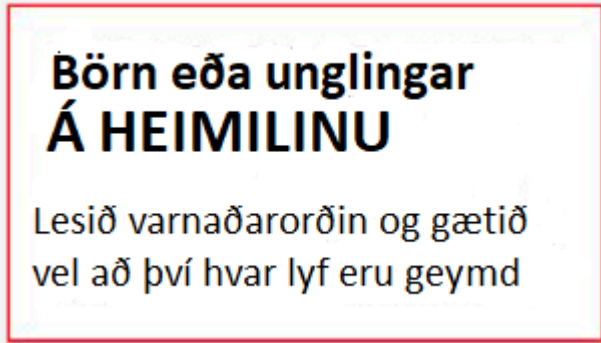 Börn eða unglingar
Á HEIMILINU
Lesið varnaðarorðin og gætið
vel að því hvar lyf eru geymd